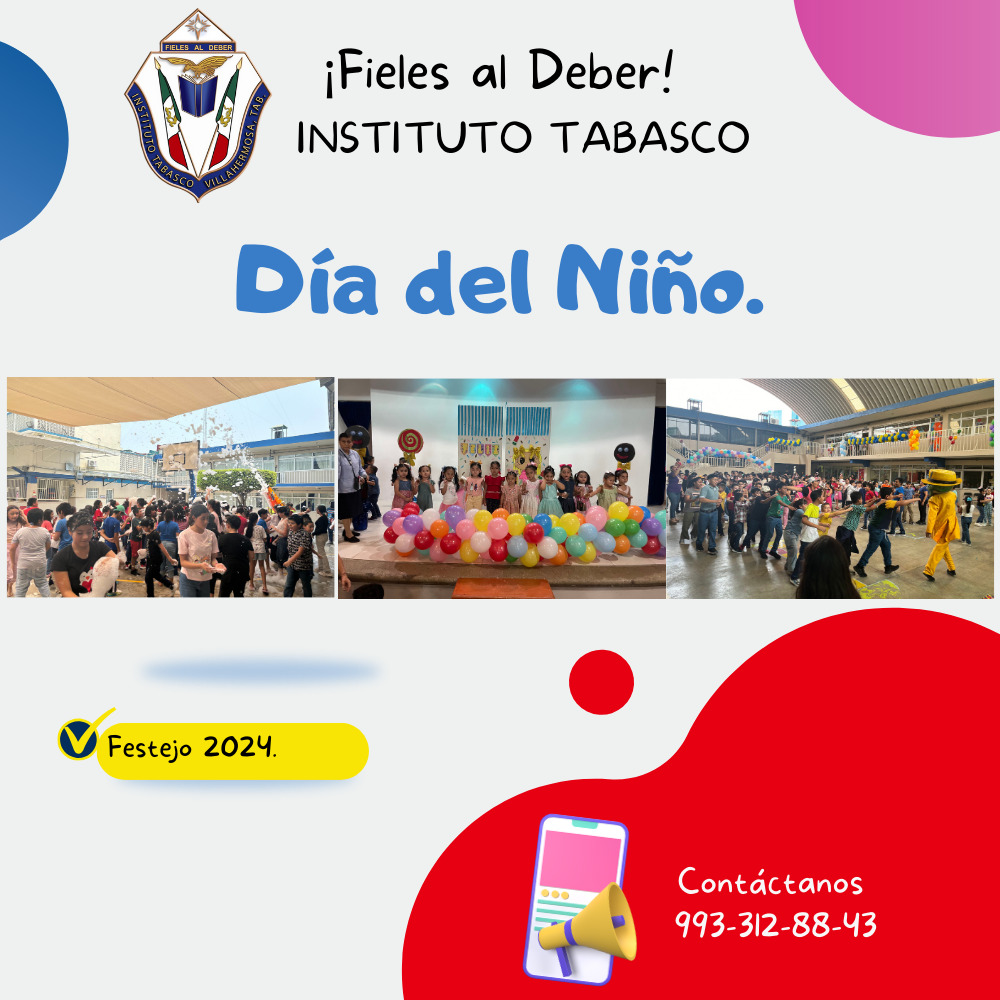 FIELES AL DEBER
INSTITUTO TABASCO VILLAHERMOSA, TAB.
¡Fieles al Deber!
INSTITUTO TABASCO
Día del Niño.
Festejo 2024.
Contáctanos
993-312-88-43